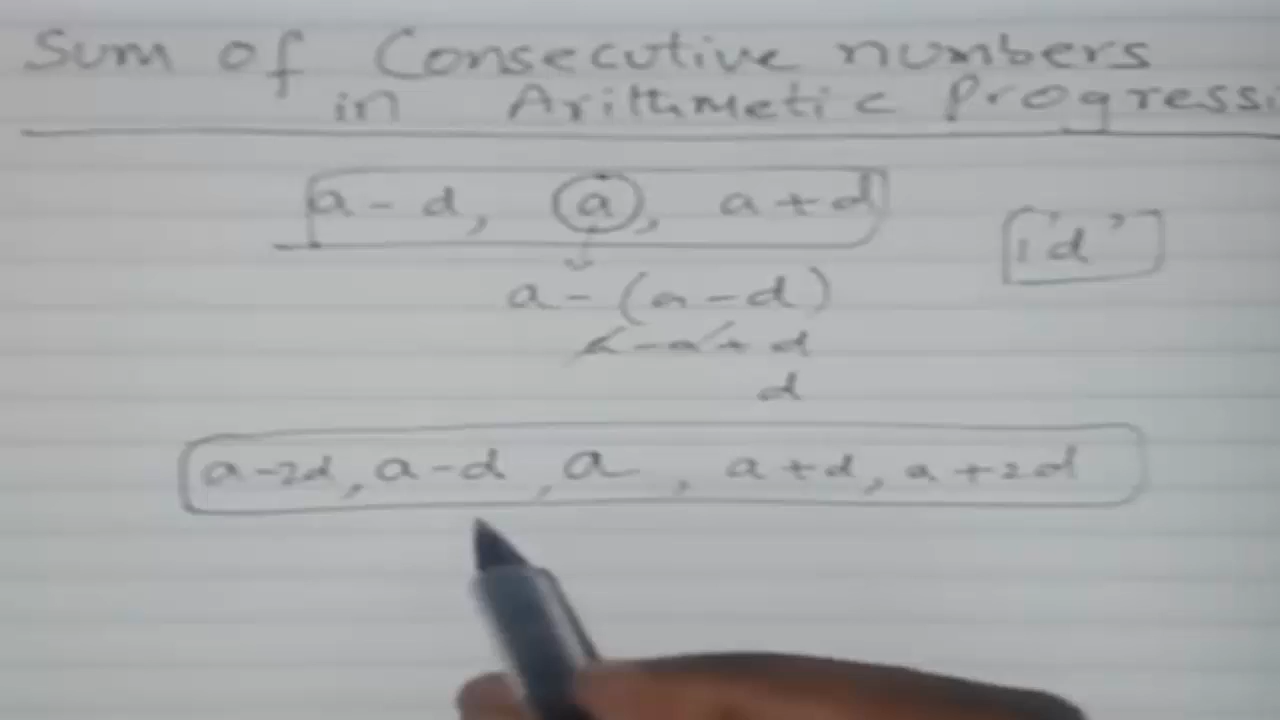 Sum of Consecutive numbers
in Arithmetic Progressi
a - d, a, a + d
'd'
a - (a - d)
a - a + d
d
a - 2d, a - d, a, a + d, a + 2d